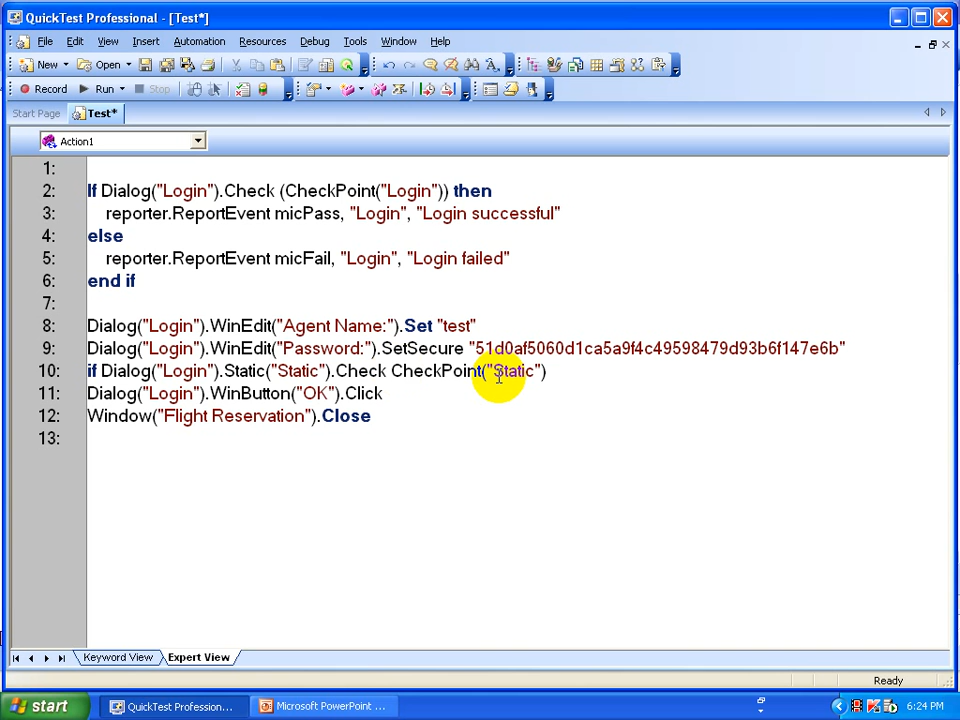 QuickTest Professional - [Test*]
File Edit View Insert Automation Resources Debug Tools Window Help
New Open
Record Run Stop
Start Page Test*
Action1
1:
2: If Dialog("Login").Check (CheckPoint("Login")) then
3: reporter.ReportEvent micPass, "Login", "Login successful"
4: else
5: reporter.ReportEvent micFail, "Login", "Login failed"
6: end if
7:
8: Dialog("Login").WinEdit("Agent Name:").Set "test"
9: Dialog("Login").WinEdit("Password:").SetSecure "51d0af5060d1ca5a9f4c49598479d93b6f147e6b"
10: if Dialog("Login").Static("Static").Check CheckPoint("Static")
11: Dialog("Login").WinButton("OK").Click
12: Window("Flight Reservation").Close
13:
Keyword View Expert View
Ready
start QuickTest Profession... Microsoft PowerPoint ... 6:24 PM